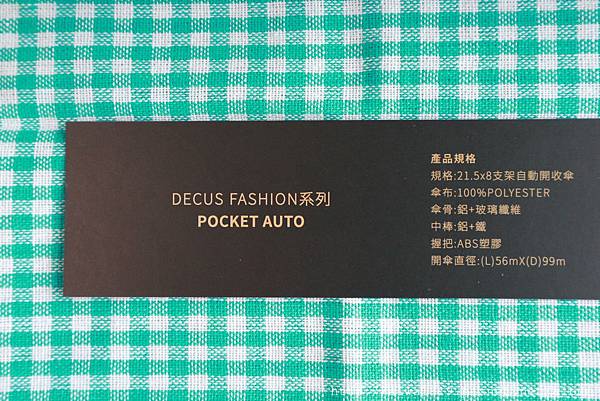 DECUS FASHION系列
POCKET AUTO
產品規格
規格:21.5x8支架自動開收傘
傘布:100%POLYESTER
傘骨:鋁+玻璃纖維
中棒:鋁+鐵
握把:ABS塑膠
開傘直徑:(L)56mX(D)99m